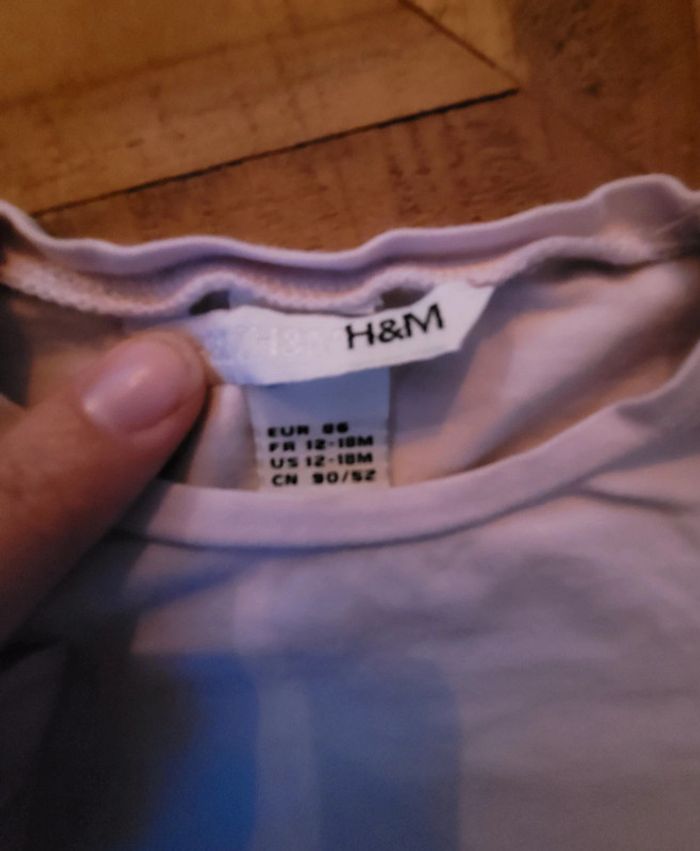 H&M
EUR 86
FR 12-18M
US 12-18M
CN 90/52